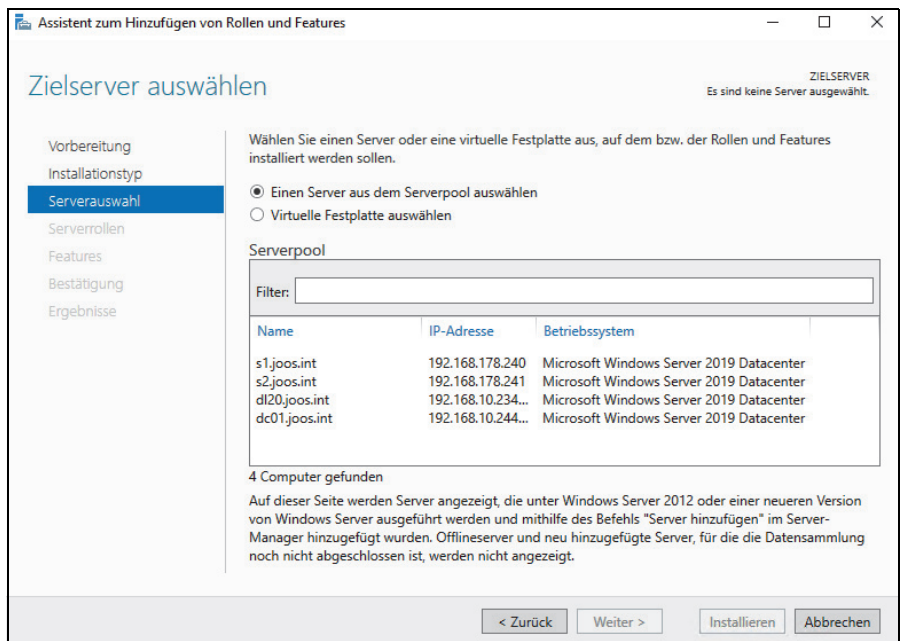 Assistent zum Hinzufügen von Rollen und Features
Zielserver auswählen
ZIELSERVER
Es sind keine Server ausgewählt.
Vorbereitung
Installationstyp
Serverauswahl
Serverrollen
Features
Bestätigung
Ergebnisse
Wählen Sie einen Server oder eine virtuelle Festplatte aus, auf dem bzw. der Rollen und Features
installiert werden sollen.
Einen Server aus dem Serverpool auswählen
Virtuelle Festplatte auswählen
Serverpool
Filter:
Name IP-Adresse Betriebssystem
s1.joos.int 192.168.178.240 Microsoft Windows Server 2019 Datacenter
s2.joos.int 192.168.178.241 Microsoft Windows Server 2019 Datacenter
dl20.joos.int 192.168.10.234... Microsoft Windows Server 2019 Datacenter
dc01.joos.int 192.168.10.244... Microsoft Windows Server 2019 Datacenter
4 Computer gefunden
Auf dieser Seite werden Server angezeigt, die unter Windows Server 2012 oder einer neueren Version
von Windows Server ausgeführt werden und mithilfe des Befehls "Server hinzufügen" im Server-
Manager hinzugefügt wurden. Offlineserver und neu hinzugefügte Server, für die die Datensammlung
noch nicht abgeschlossen ist, werden nicht angezeigt.
< Zurück Weiter > Installieren Abbrechen